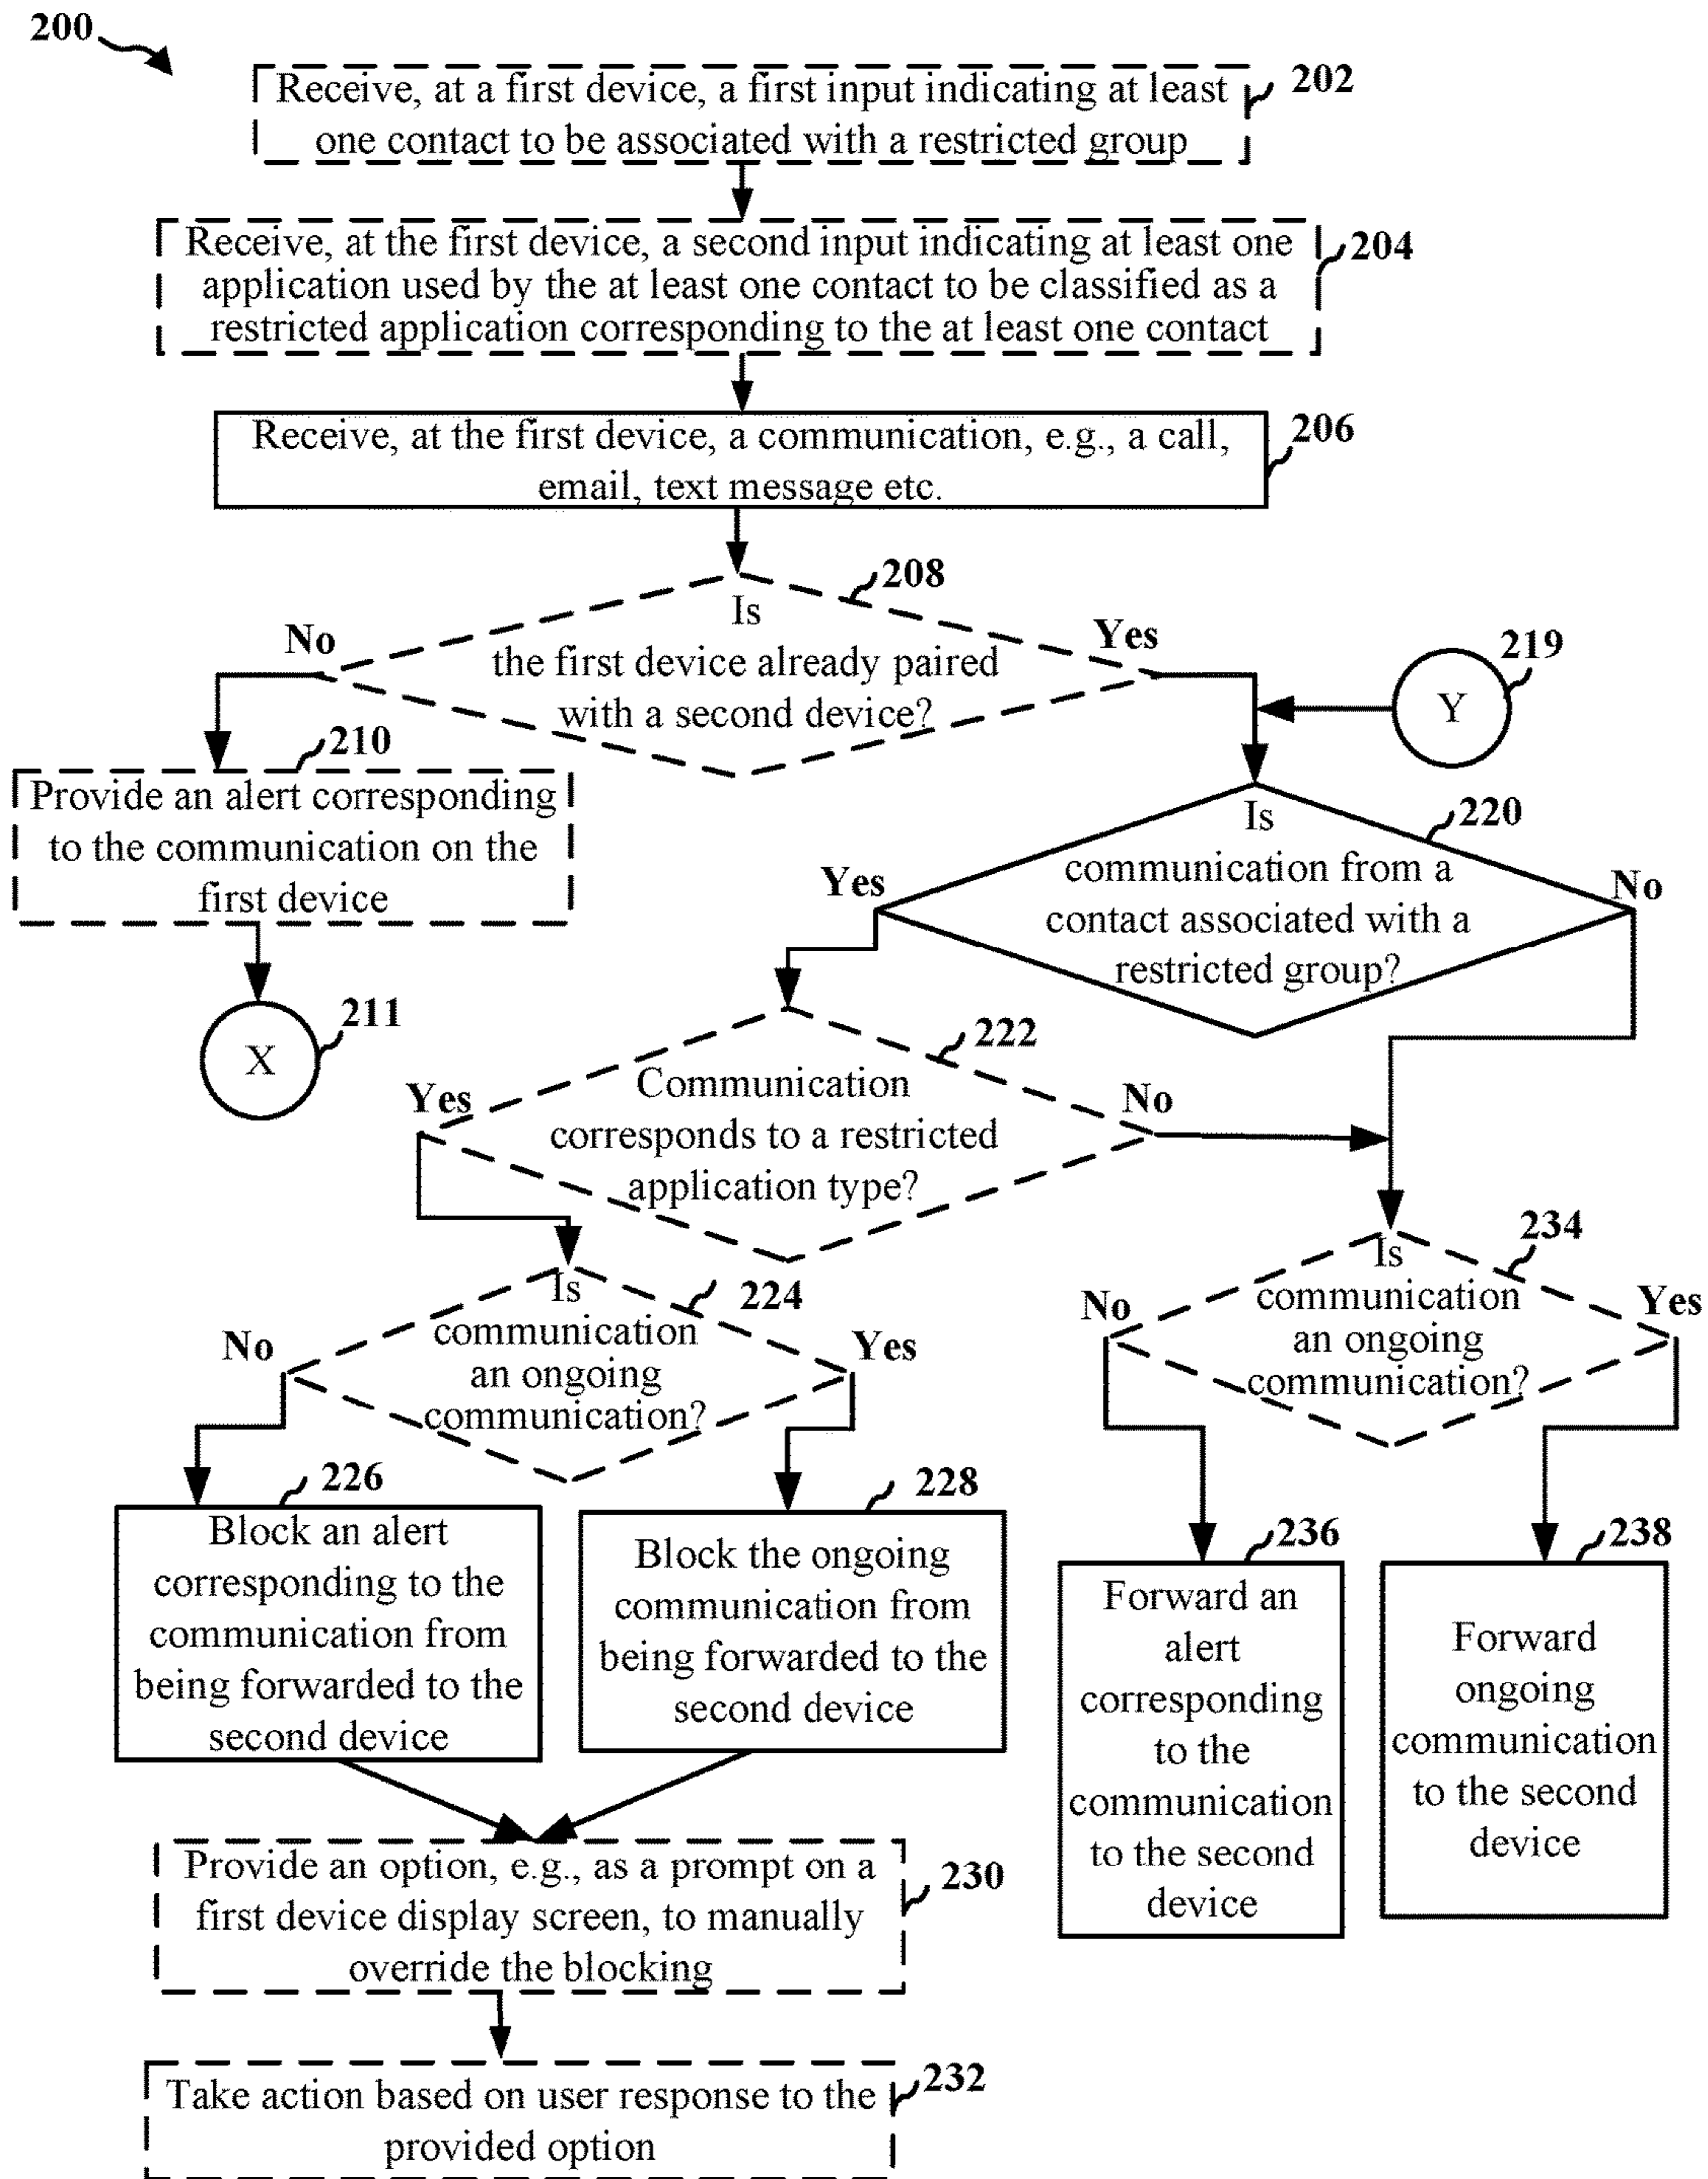 200
Receive, at a first device, a first input indicating at least
one contact to be associated with a restricted group
202
Receive, at the first device, a second input indicating at least one
application used by the at least one contact to be classified as a
restricted application corresponding to the at least one contact
204
Receive, at the first device, a communication, e.g., a call,
email, text message etc.
206
208
Is
the first device already paired
with a second device?
No
Yes
219
Y
210
Provide an alert corresponding
to the communication on the
first device
211
X
220
Is
communication from a
contact associated with a
restricted group?
Yes
No
222
Communication
corresponds to a restricted
application type?
Yes
No
224
Is
communication
an ongoing
communication?
No
Yes
234
Is
communication
an ongoing
communication?
No
Yes
226
Block an alert
corresponding to the
communication from
being forwarded to the
second device
228
Block the ongoing
communication from
being forwarded to the
second device
236
Forward an
alert
corresponding
to the
communication
to the second
device
238
Forward
ongoing
communication
to the second
device
Provide an option, e.g., as a prompt on a
first device display screen, to manually
override the blocking
230
Take action based on user response to the
provided option
232